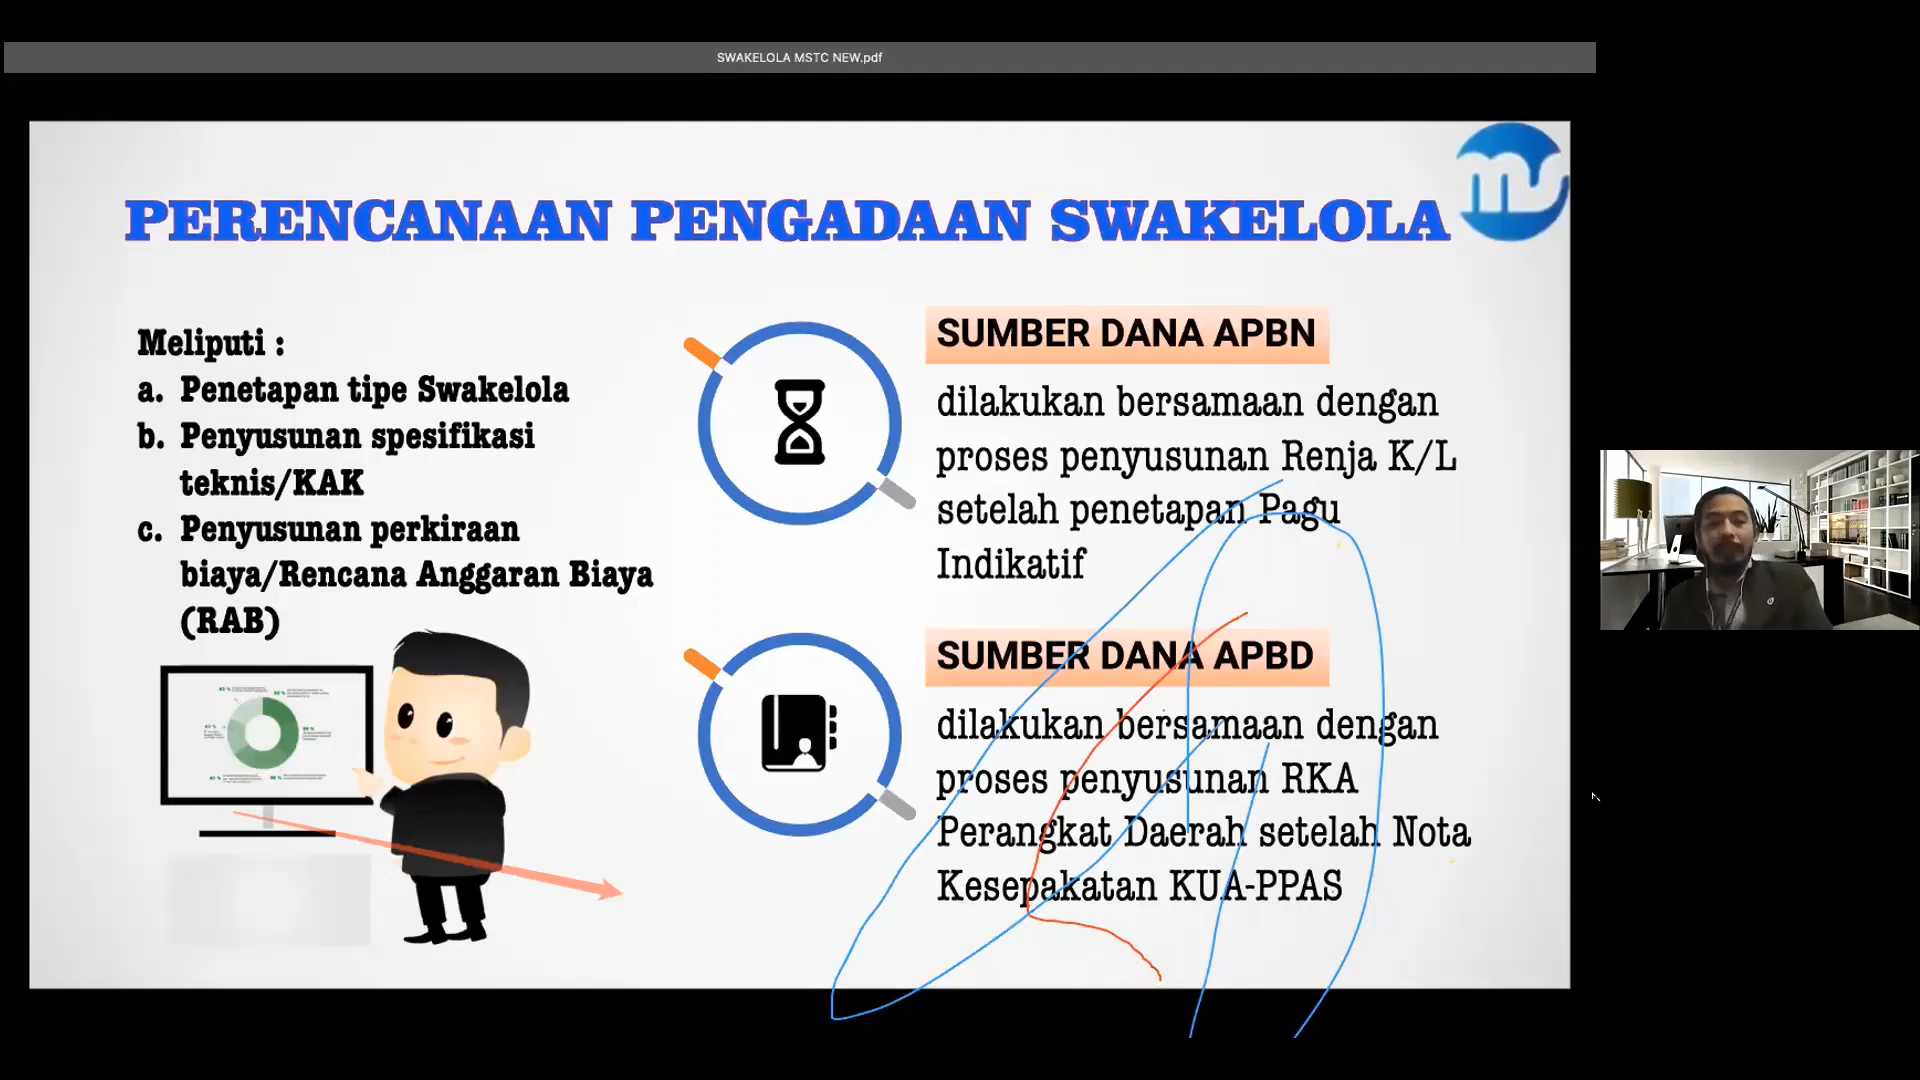 SWAKELOLA MSTC NEW.pdf
PERENCANAAN PENGADAAN SWAKELOLA
Meliputi :
a. Penetapan tipe Swakelola
b. Penyusunan spesifikasi
teknis/KAK
c. Penyusunan perkiraan
biaya/Rencana Anggaran Biaya
(RAB)
SUMBER DANA APBN
dilakukan bersamaan dengan
proses penyusunan Renja K/L
setelah penetapan Pagu
Indikatif
SUMBER DANA APBD
dilakukan bersamaan dengan
proses penyusunan RKA
Perangkat Daerah setelah Nota
Kesepakatan KUA-PPAS